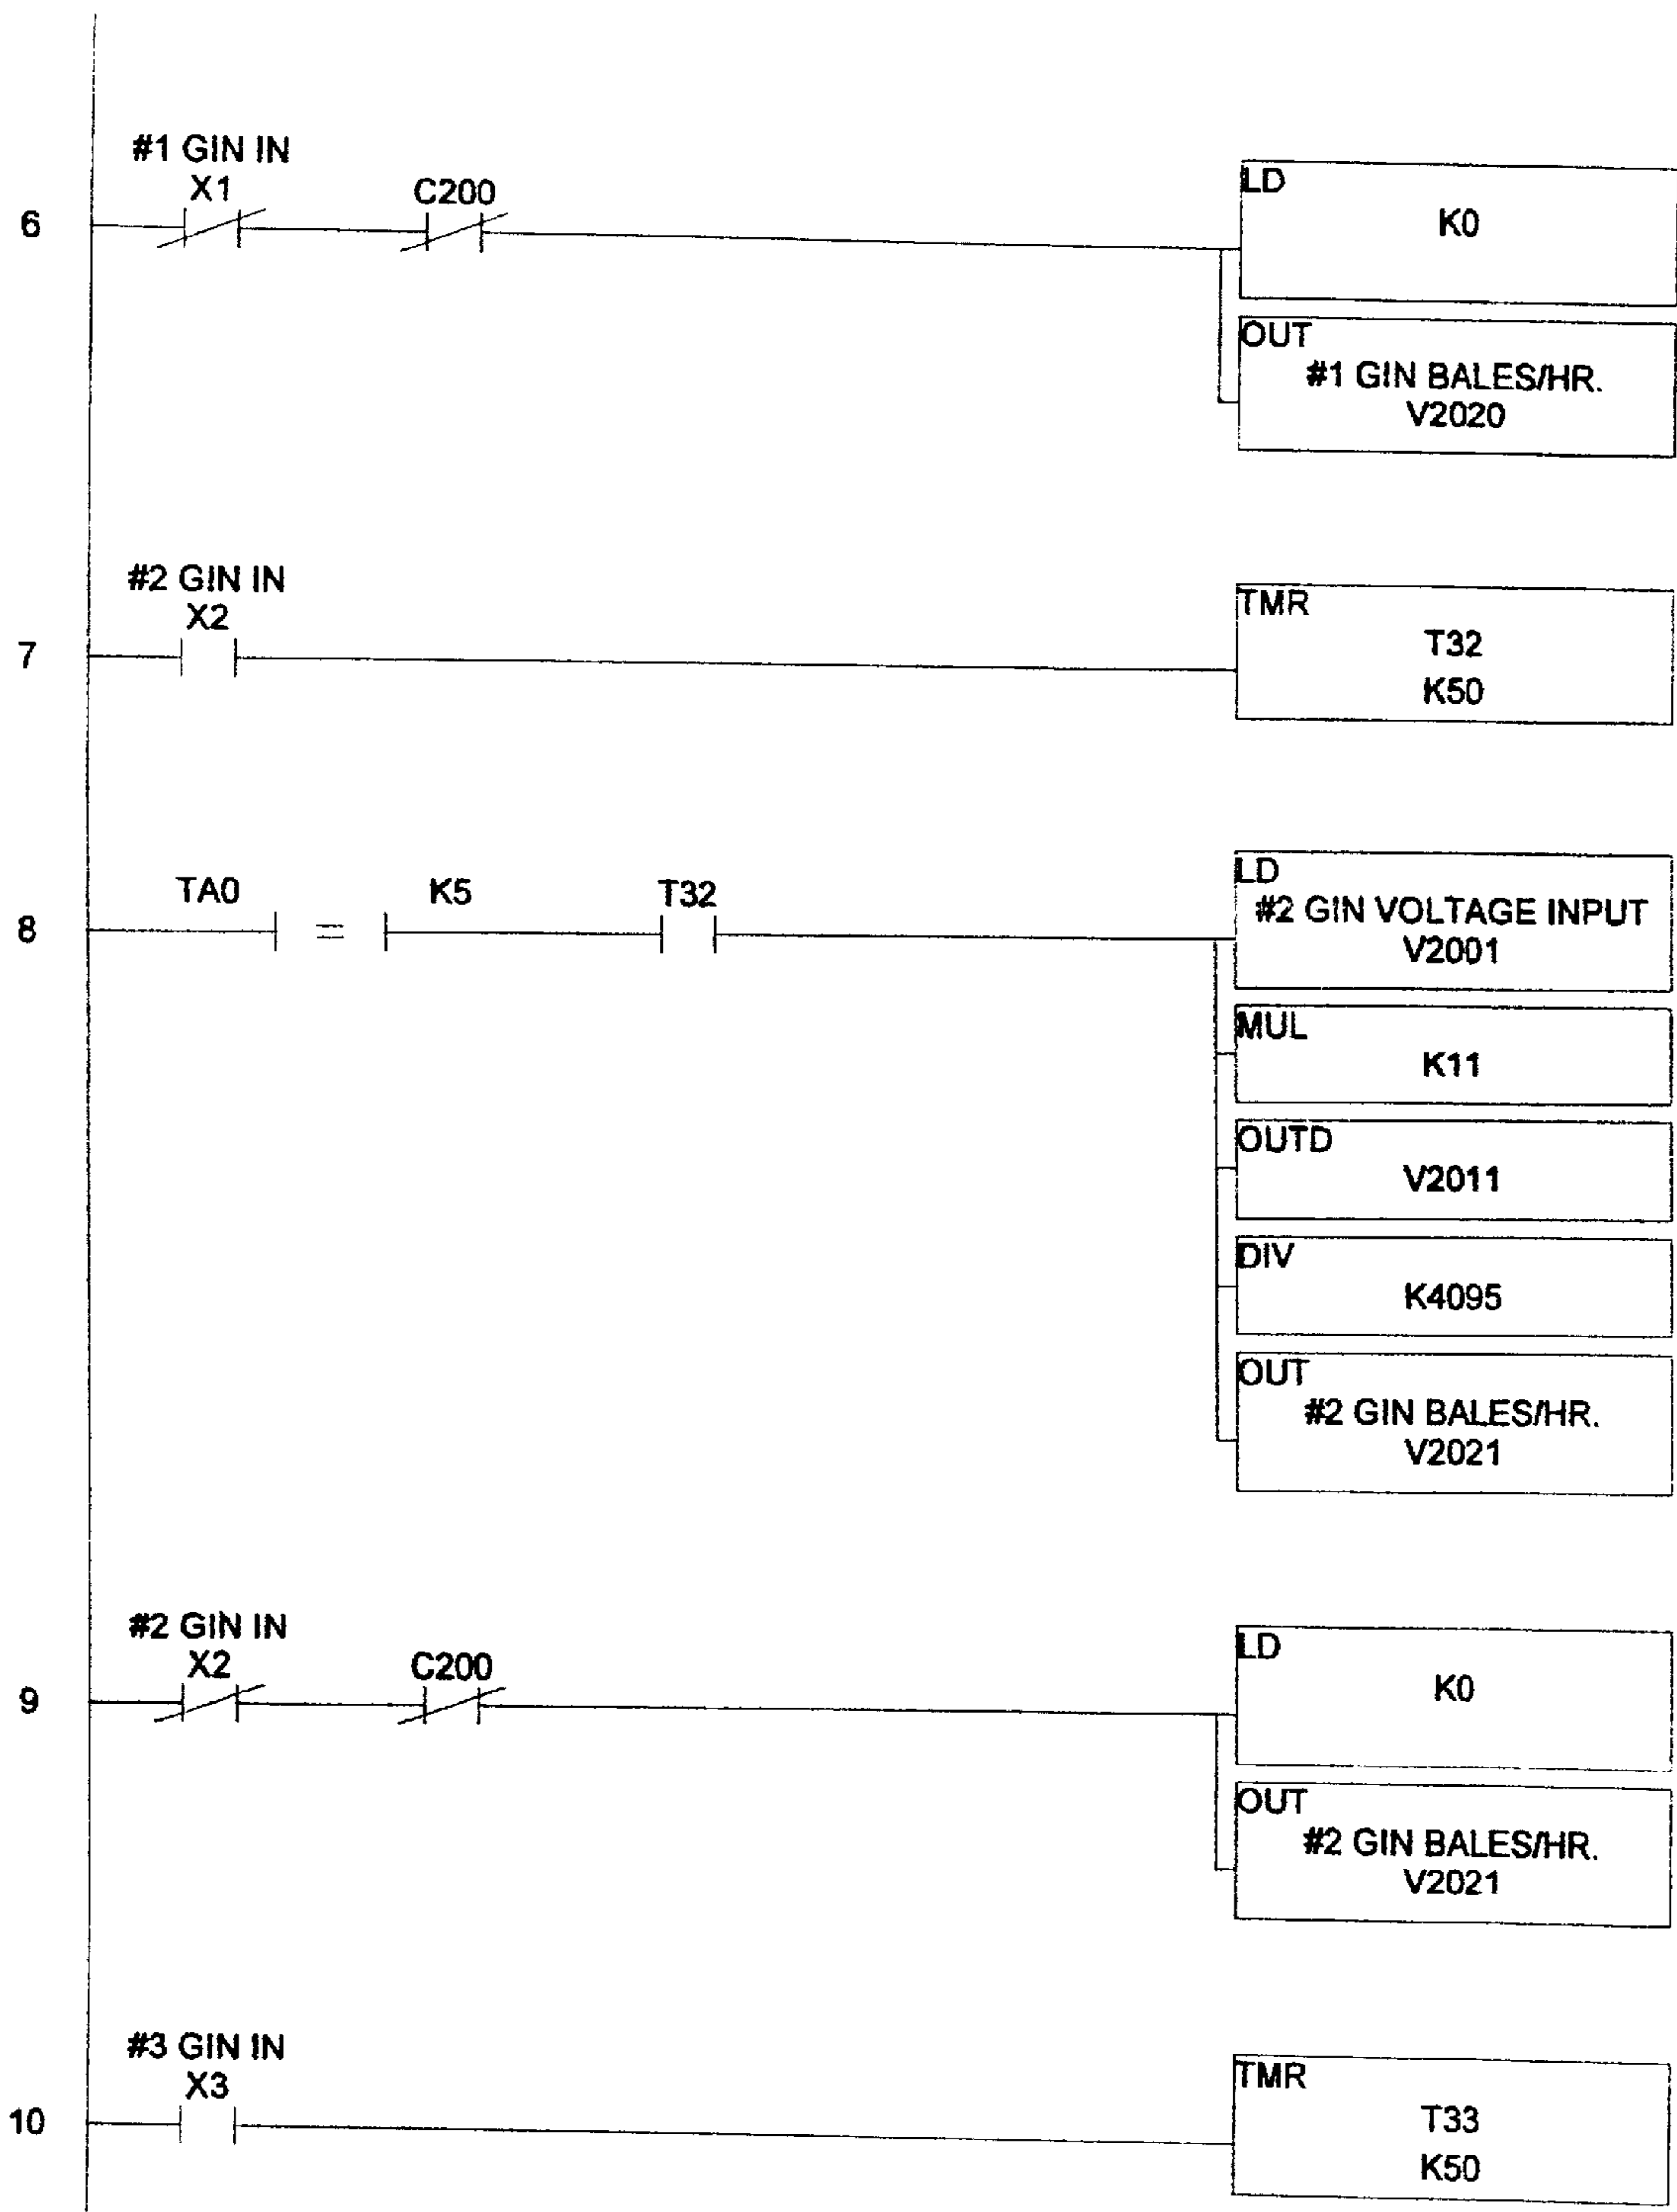 #1 GIN IN
X1
C200
6
LD
K0
OUT
#1 GIN BALES/HR.
V2020
#2 GIN IN
X2
7
TMR
T32
K50
TA0 = K5 T32
8
LD
#2 GIN VOLTAGE INPUT
V2001
MUL
K11
OUTD
V2011
DIV
K4095
OUT
#2 GIN BALES/HR.
V2021
#2 GIN IN
X2
C200
9
LD
K0
OUT
#2 GIN BALES/HR.
V2021
#3 GIN IN
X3
10
TMR
T33
K50